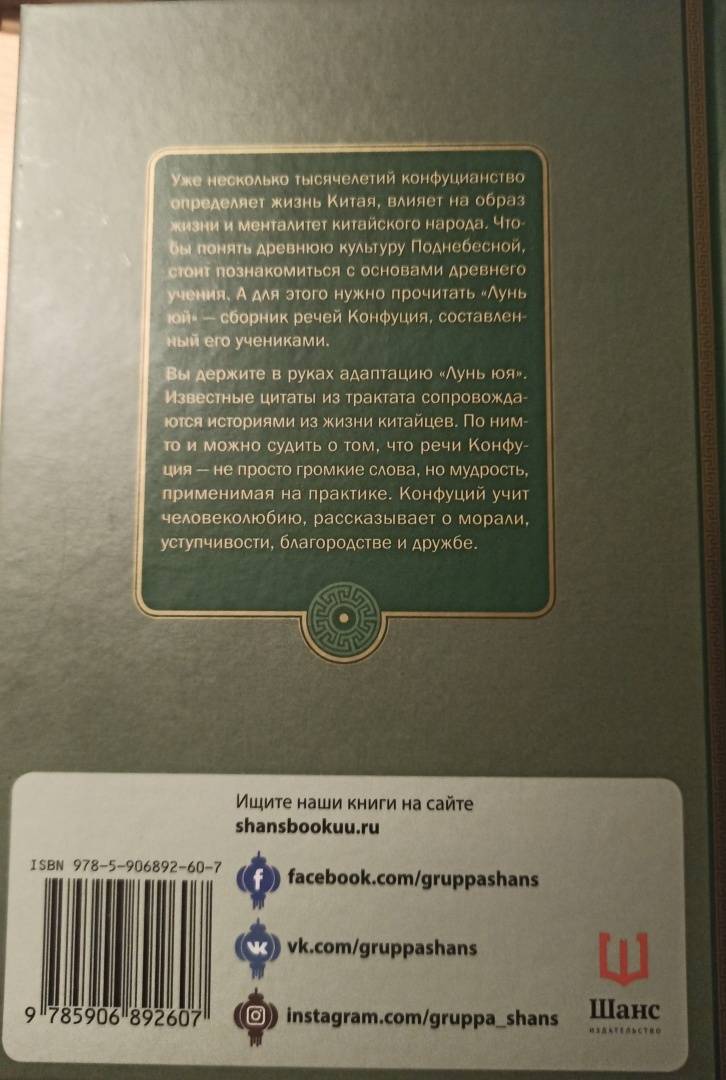 Уже несколько тысячелетий конфуцианство
определяет жизнь Китая, влияет на образ
жизни и менталитет китайского народа. Что-
бы понять древнюю культуру Поднебесной,
стоит познакомиться с основами древнего
учения. А для этого нужно прочитать «Лунь
юй» — сборник речей Конфуция, составлен-
ный его учениками.
Вы держите в руках адаптацию «Лунь юя».
Известные цитаты из трактата сопровожда-
ются историями из жизни китайцев. По ним-
то и можно судить о том, что речи Конфу-
ция — не просто громкие слова, но мудрость,
применимая на практике. Конфуций учит
человеколюбию, рассказывает о морали,
уступчивости, благородстве и дружбе.
Ищите наши книги на сайте
shansbookuu.ru
ISBN 978-5-906892-60-7
9 785906 892607
facebook.com/gruppashans
vk.com/gruppashans
instagram.com/gruppa_shans
Шанс
ИЗДАТЕЛЬСТВО